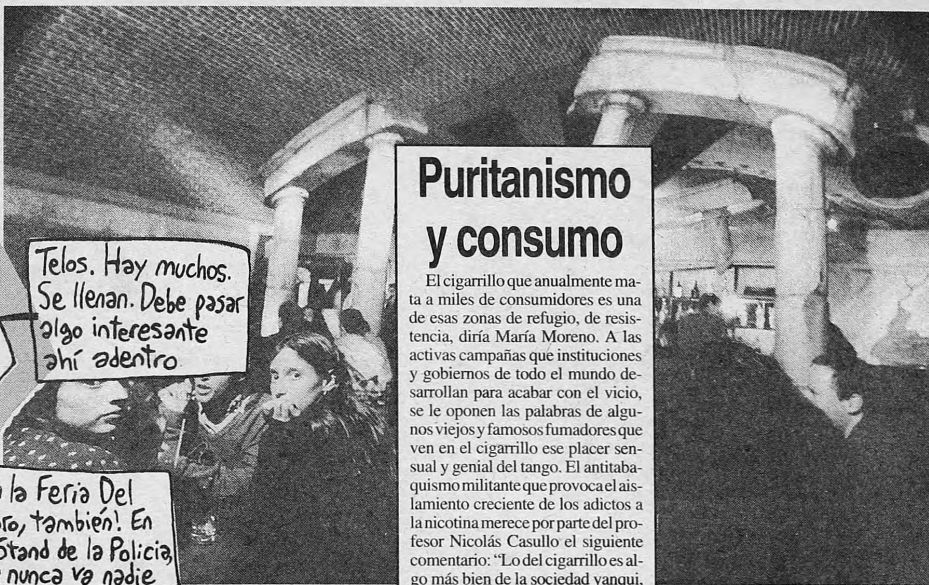 Telos. Hay muchos.
Se llenan. Debe pasar
algo interesante
ahí adentro
la Feria Del
también! En
Stand de la Policía,
nunca va nadie
Puritanismo
y consumo
El cigarrillo que anualmente ma-
ta a miles de consumidores es una
de esas zonas de refugio, de resis-
tencia, diría María Moreno. A las
activas campañas que instituciones
y gobiernos de todo el mundo de-
sarrollan para acabar con el vicio,
se le oponen las palabras de algu-
nos viejos y famosos fumadores que
ven en el cigarrillo ese placer sen-
sual y genial del tango. El antitaba-
quismo militante que provoca el ais-
lamiento creciente de los adictos a
la nicotina merece por parte del pro-
fesor Nicolás Casullo el siguiente
comentario: “Lo del cigarrillo es al-
go más bien de la sociedad yanqui,